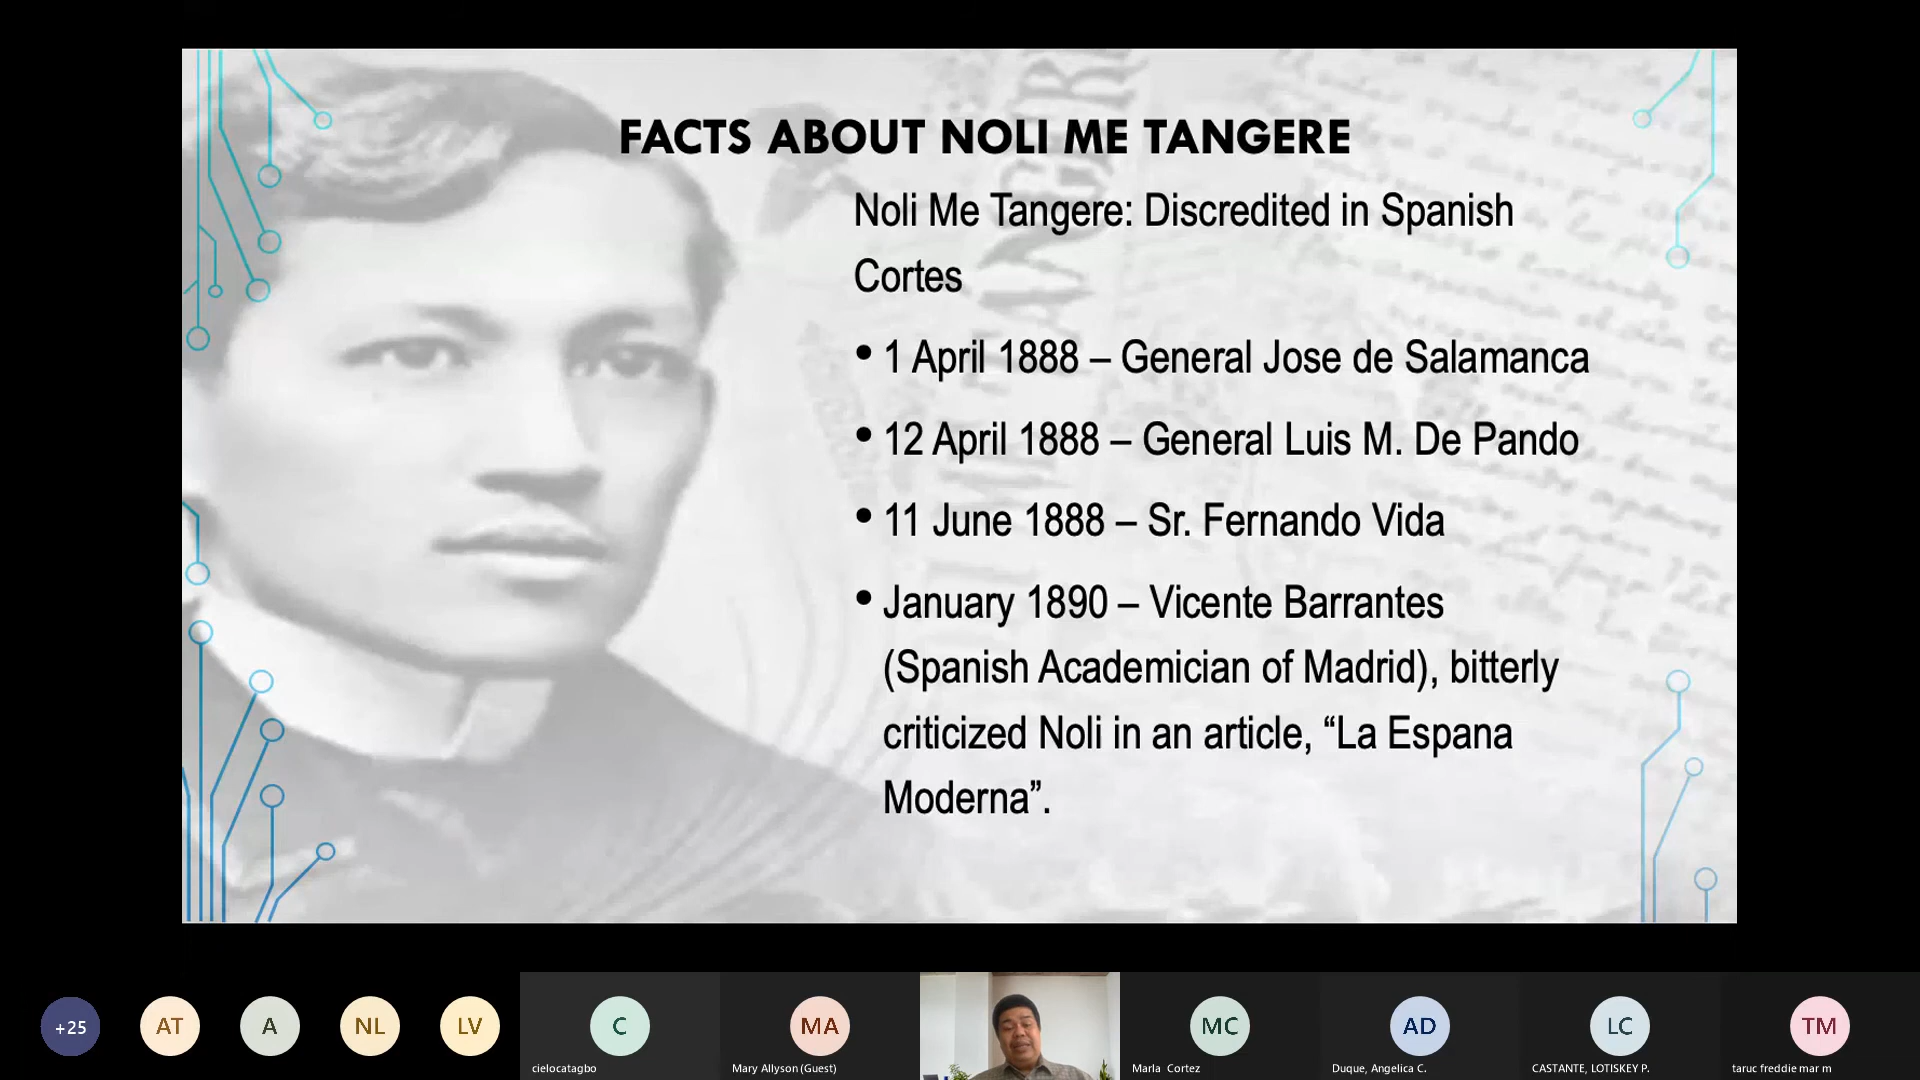 FACTS ABOUT NOLI ME TANGERE
Noli Me Tangere: Discredited in Spanish
Cortes
• 1 April 1888 – General Jose de Salamanca
• 12 April 1888 – General Luis M. De Pando
• 11 June 1888 – Sr. Fernando Vida
• January 1890 – Vicente Barrantes
(Spanish Academician of Madrid), bitterly
criticized Noli in an article, “La Espana
Moderna”.
+25
AT
A
NL
LV
C
cielocatagbo
MA
Mary Allyson (Guest)
MC
Marla Cortez
AD
Duque, Angelica C.
LC
CASTANTE, LOTISKEY P.
TM
taruc freddie mar m